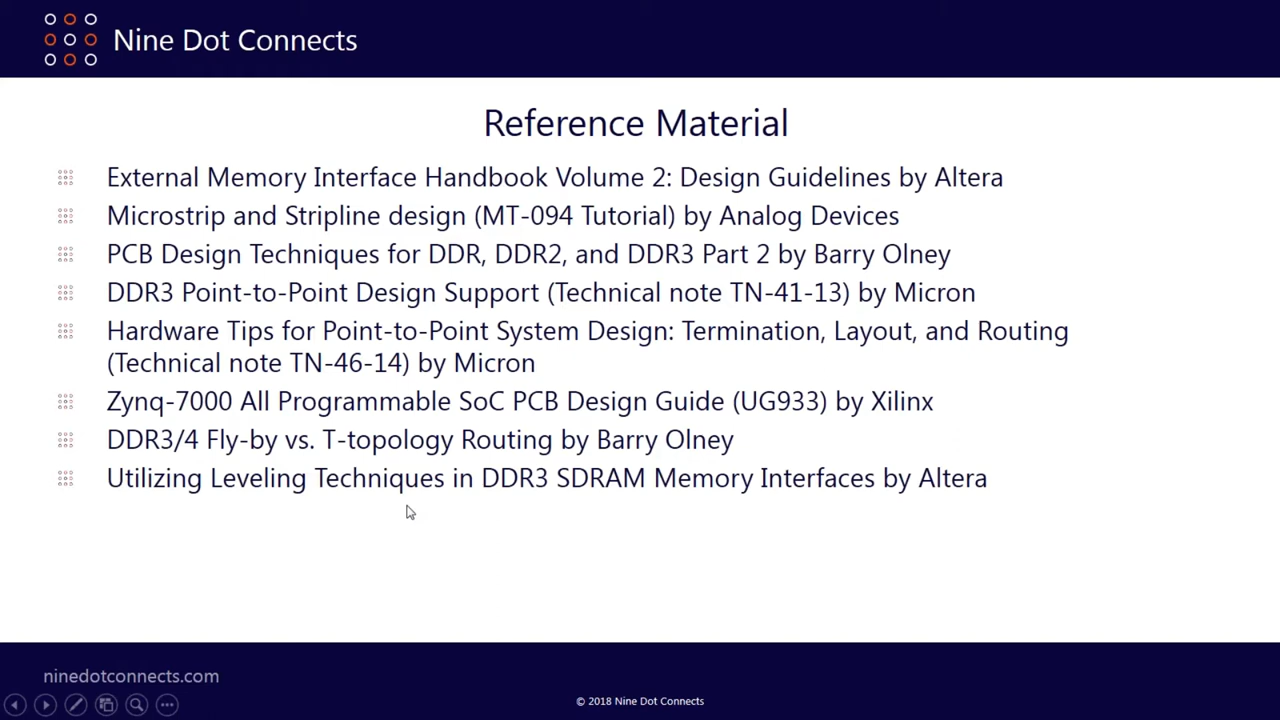 Nine Dot Connects
Reference Material
External Memory Interface Handbook Volume 2: Design Guidelines by Altera
Microstrip and Stripline design (MT-094 Tutorial) by Analog Devices
PCB Design Techniques for DDR, DDR2, and DDR3 Part 2 by Barry Olney
DDR3 Point-to-Point Design Support (Technical note TN-41-13) by Micron
Hardware Tips for Point-to-Point System Design: Termination, Layout, and Routing
(Technical note TN-46-14) by Micron
Zynq-7000 All Programmable SoC PCB Design Guide (UG933) by Xilinx
DDR3/4 Fly-by vs. T-topology Routing by Barry Olney
Utilizing Leveling Techniques in DDR3 SDRAM Memory Interfaces by Altera
ninedotconnects.com
© 2018 Nine Dot Connects